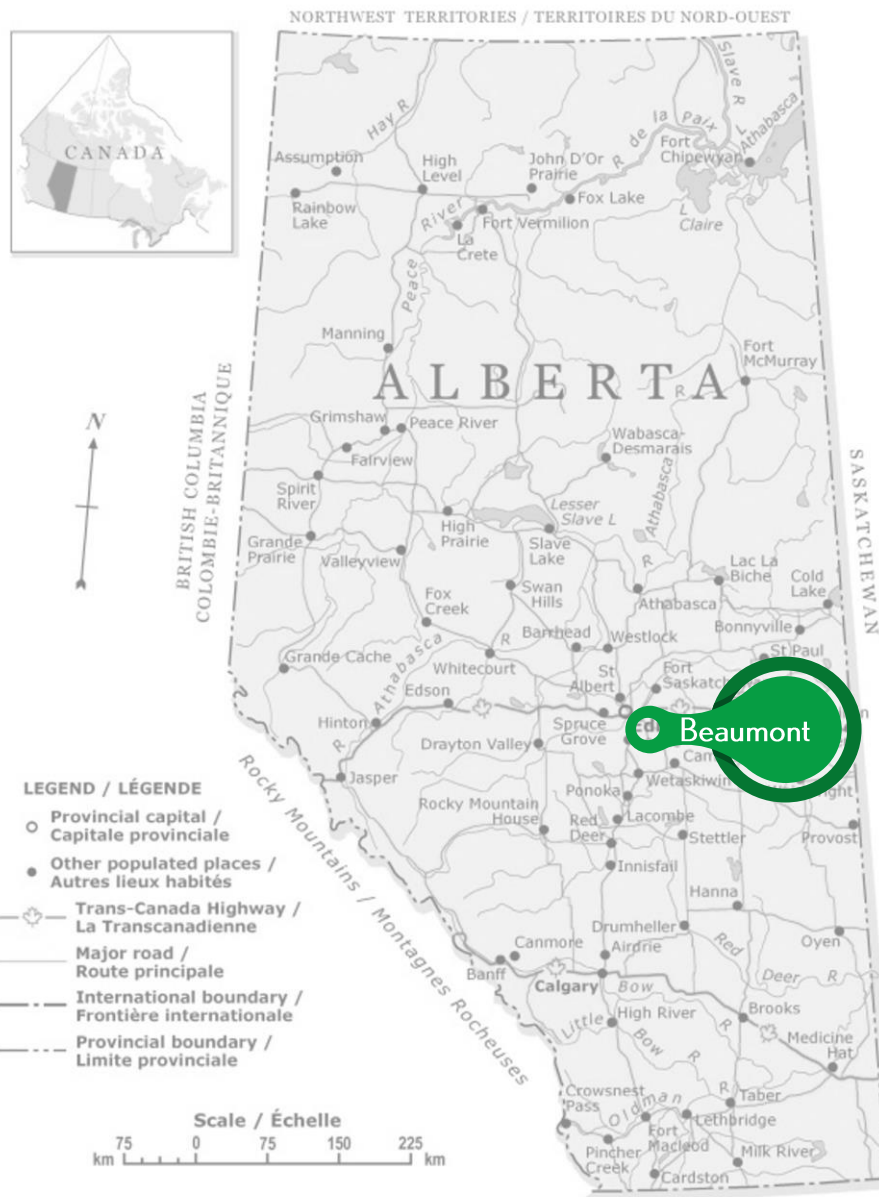 NORTHWEST TERRITORIES / TERRITOIRES DU NORD-OUEST
CANADA
Hay R
Slave R
L Athabasca
R de la Paix
Fort
Chipewyan
Assumption
High
Level
John D'Or
Prairie
Fox Lake
Rainbow
Lake
River
Fort Vermilion
La
Crete
L
Claire
Peace
Manning
Fort
McMurray
ALBERTA
R
BRITISH COLUMBIA
COLOMBIE-BRITANNIQUE
N
Grimshaw
Peace River
Fairview
Wabasca-
Desmarais
Athabasca
SASKATCHEWAN
Spirit
River
High
Prairie
Lesser
Slave L
Slave
Lake
Grande
Prairie
Valleyview
R
Lac La
Biche
Cold
Lake
Fox
Creek
Swan
Hills
Athabasca
Bonnyville
Barrhead
Westlock
St Paul
Grande Cache
Athabasca
R
Whitecourt
St
Albert
Fort
Edson
Spruce
Grove
Hinton
R
Drayton Valley
Beaumont
Jasper
Wetaskiwin
Ponoka
Rocky Mountain
House
Red
Deer
Lacombe
Stettler
Provost
Innisfail
Hanna
Rocky Mountains / Montagnes Rocheuses
Drumheller
Red
Deer R
Oyen
Canmore
Airdrie
Banff
Calgary
Bow
R
Little
Bow
R
High River
Brooks
Medicine
Hat
Crowsnest
Pass
Oldman
R
Taber
Fort
Macleod
Lethbridge
Pincher
Creek
Milk River
Cardston
LEGEND / LÉGENDE
Provincial capital /
Capitale provinciale
Other populated places /
Autres lieux habités
Trans-Canada Highway /
La Transcanadienne
Major road /
Route principale
International boundary /
Frontière internationale
Provincial boundary /
Limite provinciale
Scale / Échelle
75 0 75 150 225
km km